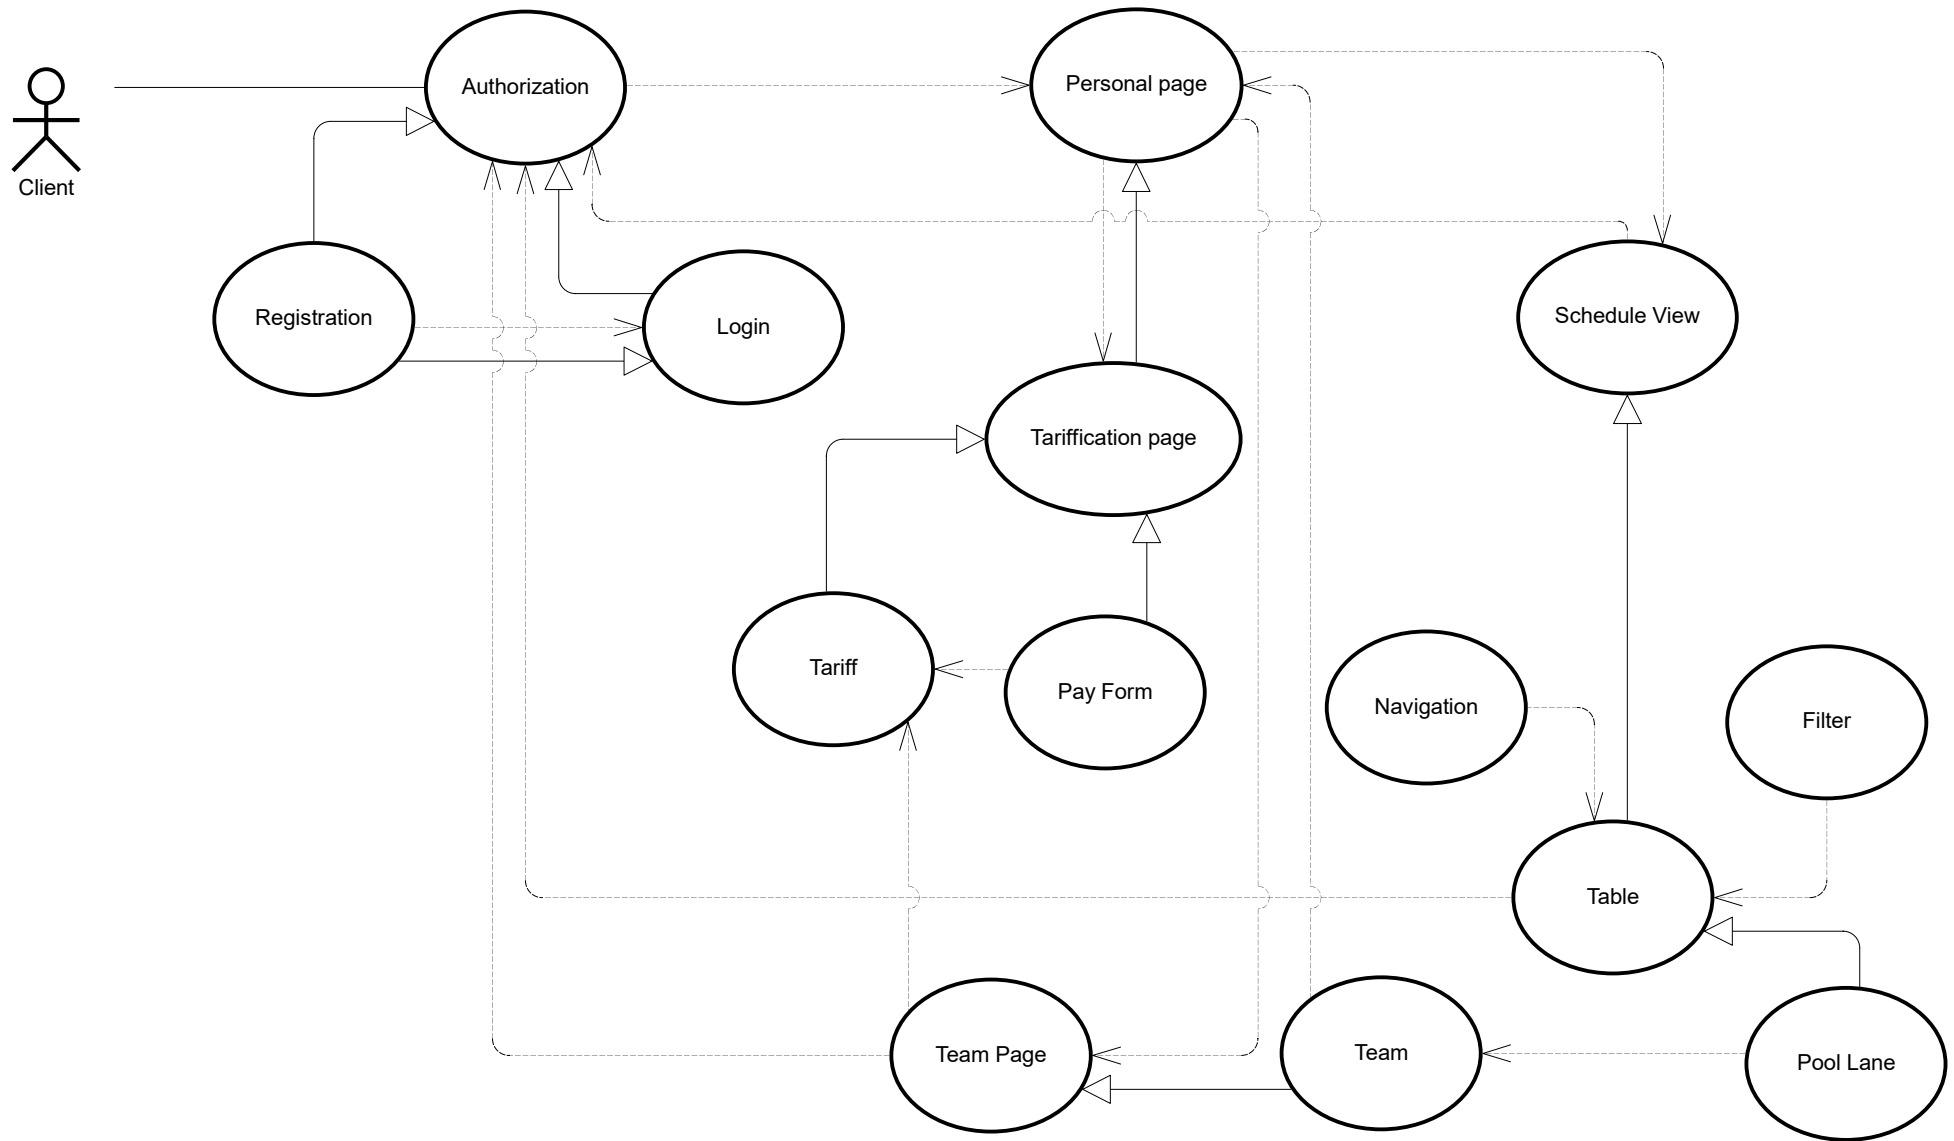 Authorization
Personal page
Client
Registration
Login
Schedule View
Tariffication page
Tariff
Pay Form
Navigation
Filter
Table
Team Page
Team
Pool Lane